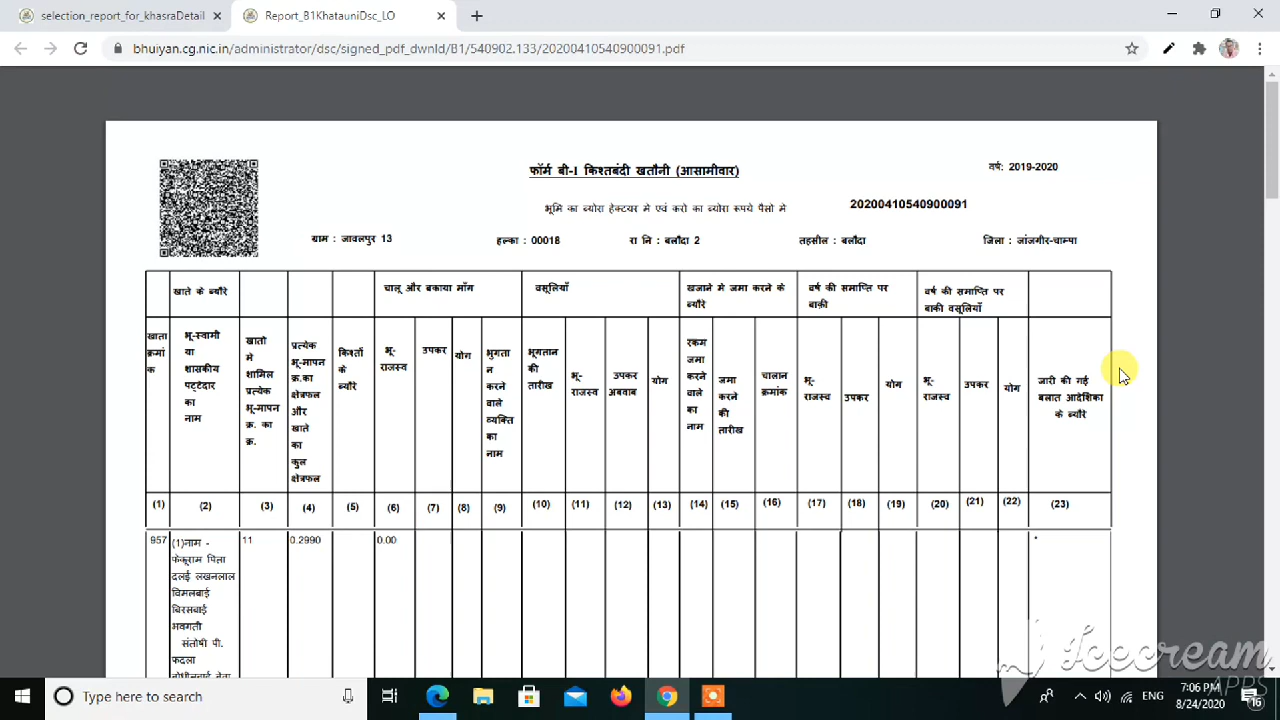 selection_report_for_khasraDetail
Report_B1KhatauniDsc_LO
bhuiyan.cg.nic.in/administrator/dsc/signed_pdf_dwnld/B1/540902.133/20200410540900091.pdf
फॉर्म बी-I किश्तबंदी खतौनी (आसामीवार)
वर्ष: 2019-2020
भूमि का ब्योरा हेक्टयर मे एवं करो का ब्योरा रूपये पैसो मे
20200410540900091
ग्राम : जावलपुर 13
हल्का : 00018
रा नि : बलौदा 2
तहसील : बलौदा
जिला : जांजगीर-चाम्पा
खाते के ब्यौरे
चालू और बकाया माँग
वसूलियाँ
खजाने मे जमा करने के
ब्यौरे
वर्ष की समाप्ति पर
बाक़ी
वर्ष की समाप्ति पर
बाकी वसूलियाँ
खाता
क्रमां
क
भू-स्वामी
या
शासकीय
पट्टेदार
का
नाम
खातो
मे
शामिल
प्रत्येक
भू-मापन
क्र. का
क्र.
प्रत्येक
भू-मापन
क्र.का
क्षेत्रफल
और
खाते
का
कुल
क्षेत्रफल
किश्तों
के
ब्यौरे
भू-
राजस्व
उपकर
योग
भुगता
न
करने
वाले
व्यक्ति
का
नाम
भूगतान
की
तारीख
भू-
राजस्व
उपकर
अबवाब
योग
रकम
जमा
करने
वाले
का
नाम
जमा
करने
की
तारीख
चालान
क्रमांक
भू-
राजस्व
उपकर
योग
भू-
राजस्व
उपकर
योग
जारी की गई
बलात आदेशिका
के ब्यौरे
(1) (2) (3) (4) (5) (6) (7) (8) (9) (10) (11) (12) (13) (14) (15) (16) (17) (18) (19) (20) (21) (22) (23)
957
(1)नाम -
फेकूराम पिता
दलई लखनलाल
विमलबाई
बिरसबाई
अवगती
संतोषी पी.
फदला
11
0.2990
0.00
*
Icecream
APPS
Type here to search
ENG
7:06 PM
8/24/2020
16